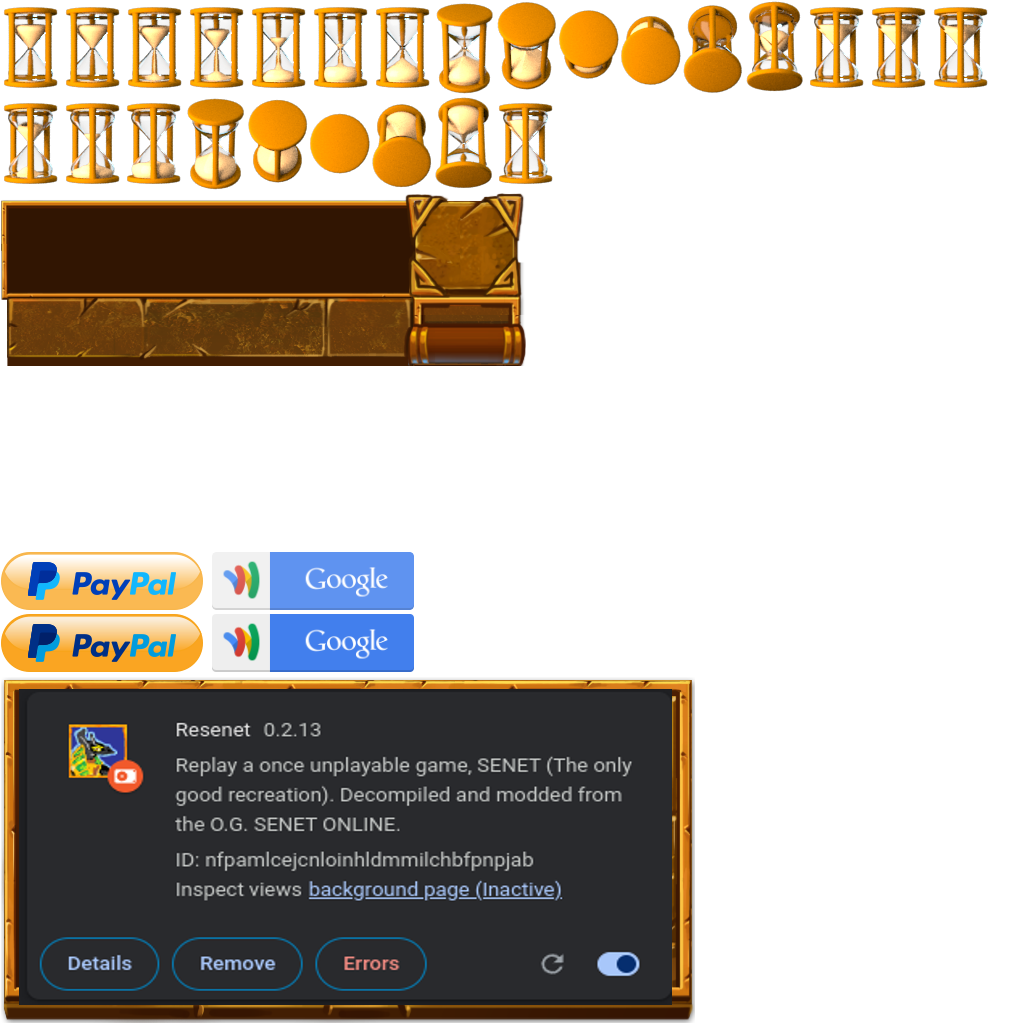 PayPal Google
PayPal Google
Resenet 0.2.13
Replay a once unplayable game, SENET (The only
good recreation). Decompiled and modded from
the O.G. SENET ONLINE.
ID: nfpamlcejcnloinhldmmilchbfpnpjab
Inspect views background page (Inactive)
Details Remove Errors